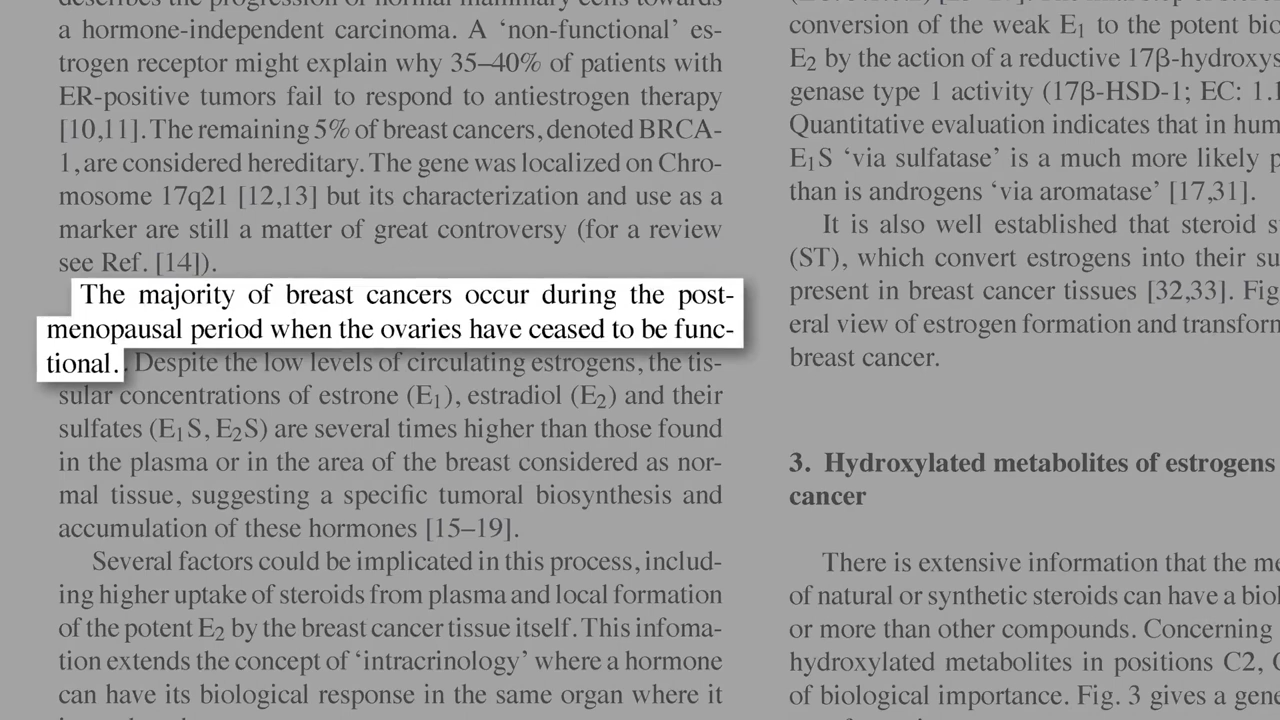 describes the progression of normal mammary cells towards
a hormone-independent carcinoma. A ‘non-functional’ es-
trogen receptor might explain why 35–40% of patients with
ER-positive tumors fail to respond to antiestrogen therapy
[10,11]. The remaining 5% of breast cancers, denoted BRCA-
1, are considered hereditary. The gene was localized on Chro-
mosome 17q21 [12,13] but its characterization and use as a
marker are still a matter of great controversy (for a review
see Ref. [14]).
The majority of breast cancers occur during the post-
menopausal period when the ovaries have ceased to be func-
tional. Despite the low levels of circulating estrogens, the tis-
sular concentrations of estrone (E1), estradiol (E2) and their
sulfates (E1S, E2S) are several times higher than those found
in the plasma or in the area of the breast considered as nor-
mal tissue, suggesting a specific tumoral biosynthesis and
accumulation of these hormones [15–19].
Several factors could be implicated in this process, includ-
ing higher uptake of steroids from plasma and local formation
of the potent E2 by the breast cancer tissue itself. This infoma-
tion extends the concept of ‘intracrinology’ where a hormone
can have its biological response in the same organ where it
conversion of the weak E1 to the potent bio
E2 by the action of a reductive 17β-hydroxys
genase type 1 activity (17β-HSD-1; EC: 1.1
Quantitative evaluation indicates that in hum
E1S ‘via sulfatase’ is a much more likely p
than is androgens ‘via aromatase’ [17,31].
It is also well established that steroid s
(ST), which convert estrogens into their su
present in breast cancer tissues [32,33]. Fig
eral view of estrogen formation and transform
breast cancer.
3. Hydroxylated metabolites of estrogens
cancer
There is extensive information that the me
of natural or synthetic steroids can have a biol
or more than other compounds. Concerning
hydroxylated metabolites in positions C2, C
of biological importance. Fig. 3 gives a gene